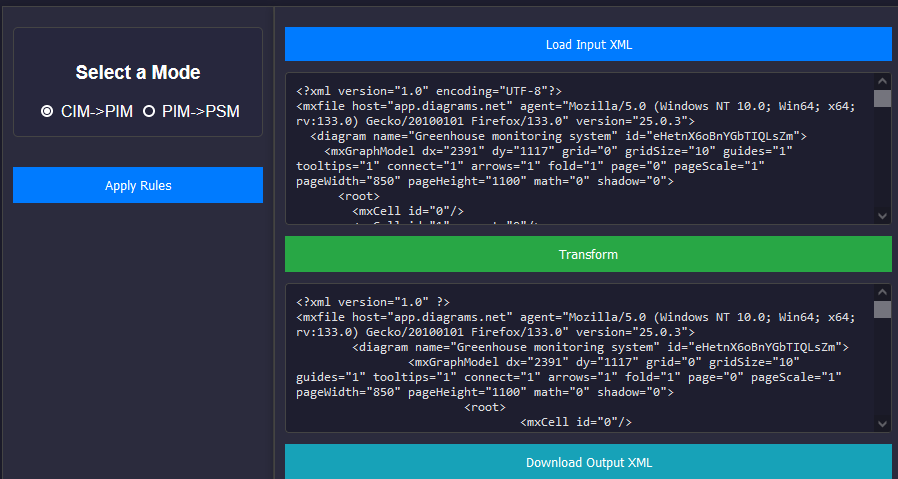 Select a Mode
CIM->PIM PIM->PSM
Apply Rules
Load Input XML
<?xml version="1.0" encoding="UTF-8"?>
<mxfile host="app.diagrams.net" agent="Mozilla/5.0 (Windows NT 10.0; Win64; x64;
rv:133.0) Gecko/20100101 Firefox/133.0" version="25.0.3">
<diagram name="Greenhouse monitoring system" id="eHetnX6oBnYGbTIQLsZm">
<mxGraphModel dx="2391" dy="1117" grid="0" gridSize="10" guides="1"
tooltips="1" connect="1" arrows="1" fold="1" page="0" pageScale="1"
pageWidth="850" pageHeight="1100" math="0" shadow="0">
<root>
<mxCell id="0"/>
Transform
<?xml version="1.0" ?>
<mxfile host="app.diagrams.net" agent="Mozilla/5.0 (Windows NT 10.0; Win64; x64;
rv:133.0) Gecko/20100101 Firefox/133.0" version="25.0.3">
<diagram name="Greenhouse monitoring system" id="eHetnX6oBnYGbTIQLsZm">
<mxGraphModel dx="2391" dy="1117" grid="0" gridSize="10"
guides="1" tooltips="1" connect="1" arrows="1" fold="1" page="0" pageScale="1"
pageWidth="850" pageHeight="1100" math="0" shadow="0">
<root>
<mxCell id="0"/>
Download Output XML